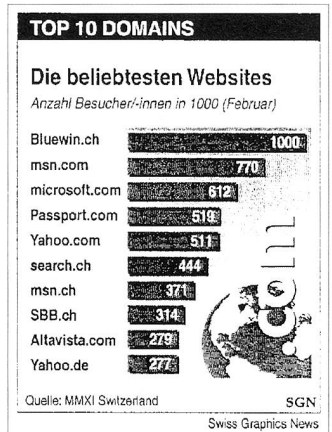 TOP 10 DOMAINS
Die beliebtesten Websites
Anzahl Besucher/-innen in 1000 (Februar)
Bluewin.ch 1000
msn.com 770
microsoft.com 612
Passport.com 519
Yahoo.com 511
search.ch 444
msn.ch 371
SBB.ch 314
Altavista.com 279
Yahoo.de 277
.com
Quelle: MMXI Switzerland SGN
Swiss Graphics News